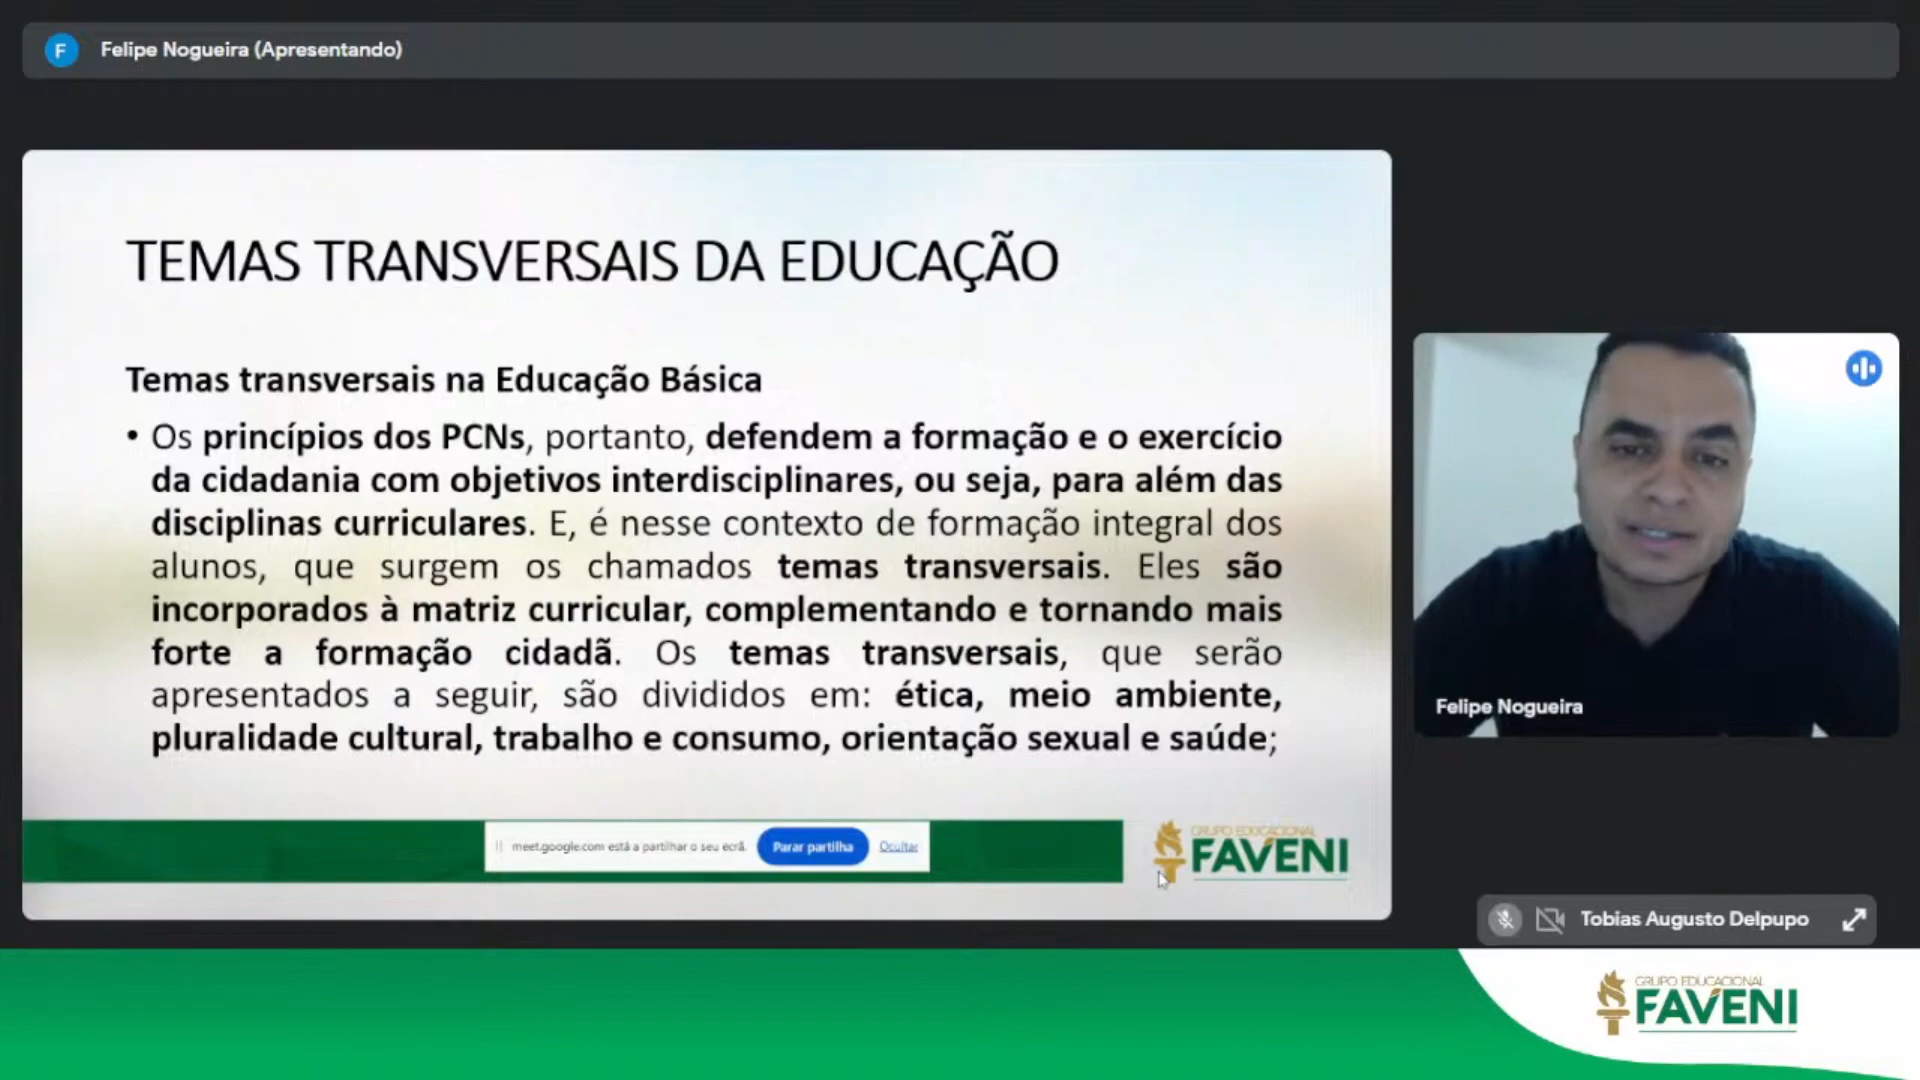 F Felipe Nogueira (Apresentando)
TEMAS TRANSVERSAIS DA EDUCAÇÃO
Temas transversais na Educação Básica
• Os princípios dos PCNs, portanto, defendem a formação e o exercício
da cidadania com objetivos interdisciplinares, ou seja, para além das
disciplinas curriculares. E, é nesse contexto de formação integral dos
alunos, que surgem os chamados temas transversais. Eles são
incorporados à matriz curricular, complementando e tornando mais
forte a formação cidadã. Os temas transversais, que serão
apresentados a seguir, são divididos em: ética, meio ambiente,
pluralidade cultural, trabalho e consumo, orientação sexual e saúde;
meet.google.com está a partilhar o seu ecrã. Parar partilha Ocultar
GRUPO EDUCACIONAL
FAVENI
Felipe Nogueira
Tobias Augusto Delpupo
GRUPO EDUCACIONAL
FAVENI